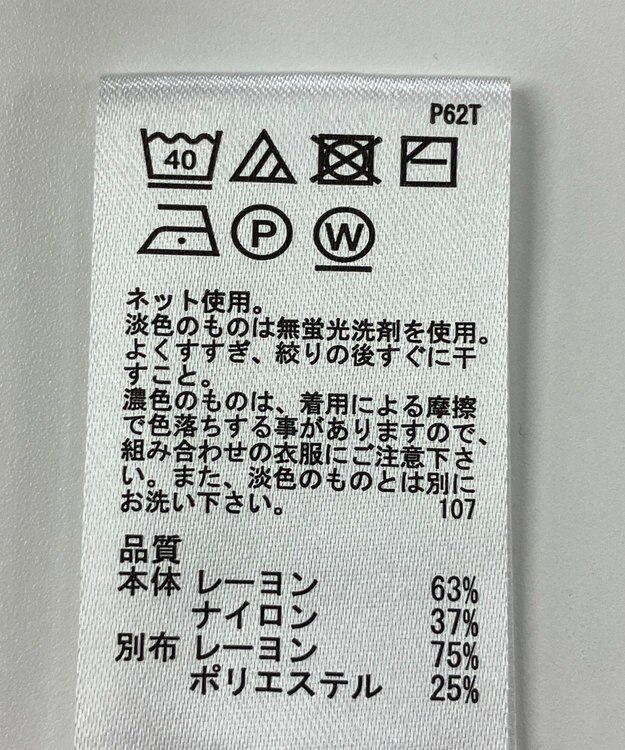 P62T
40
P W
ネット使用。
淡色のものは無蛍光洗剤を使用。
よくすすぎ、絞りの後すぐに干
すこと。
濃色のものは、着用による摩擦
で色落ちする事がありますので、
組み合わせの衣服にご注意下さ
い。また、淡色のものとは別に
お洗い下さい。 107
品質
本体 レーヨン 63%
ナイロン 37%
別布 レーヨン 75%
ポリエステル 25%